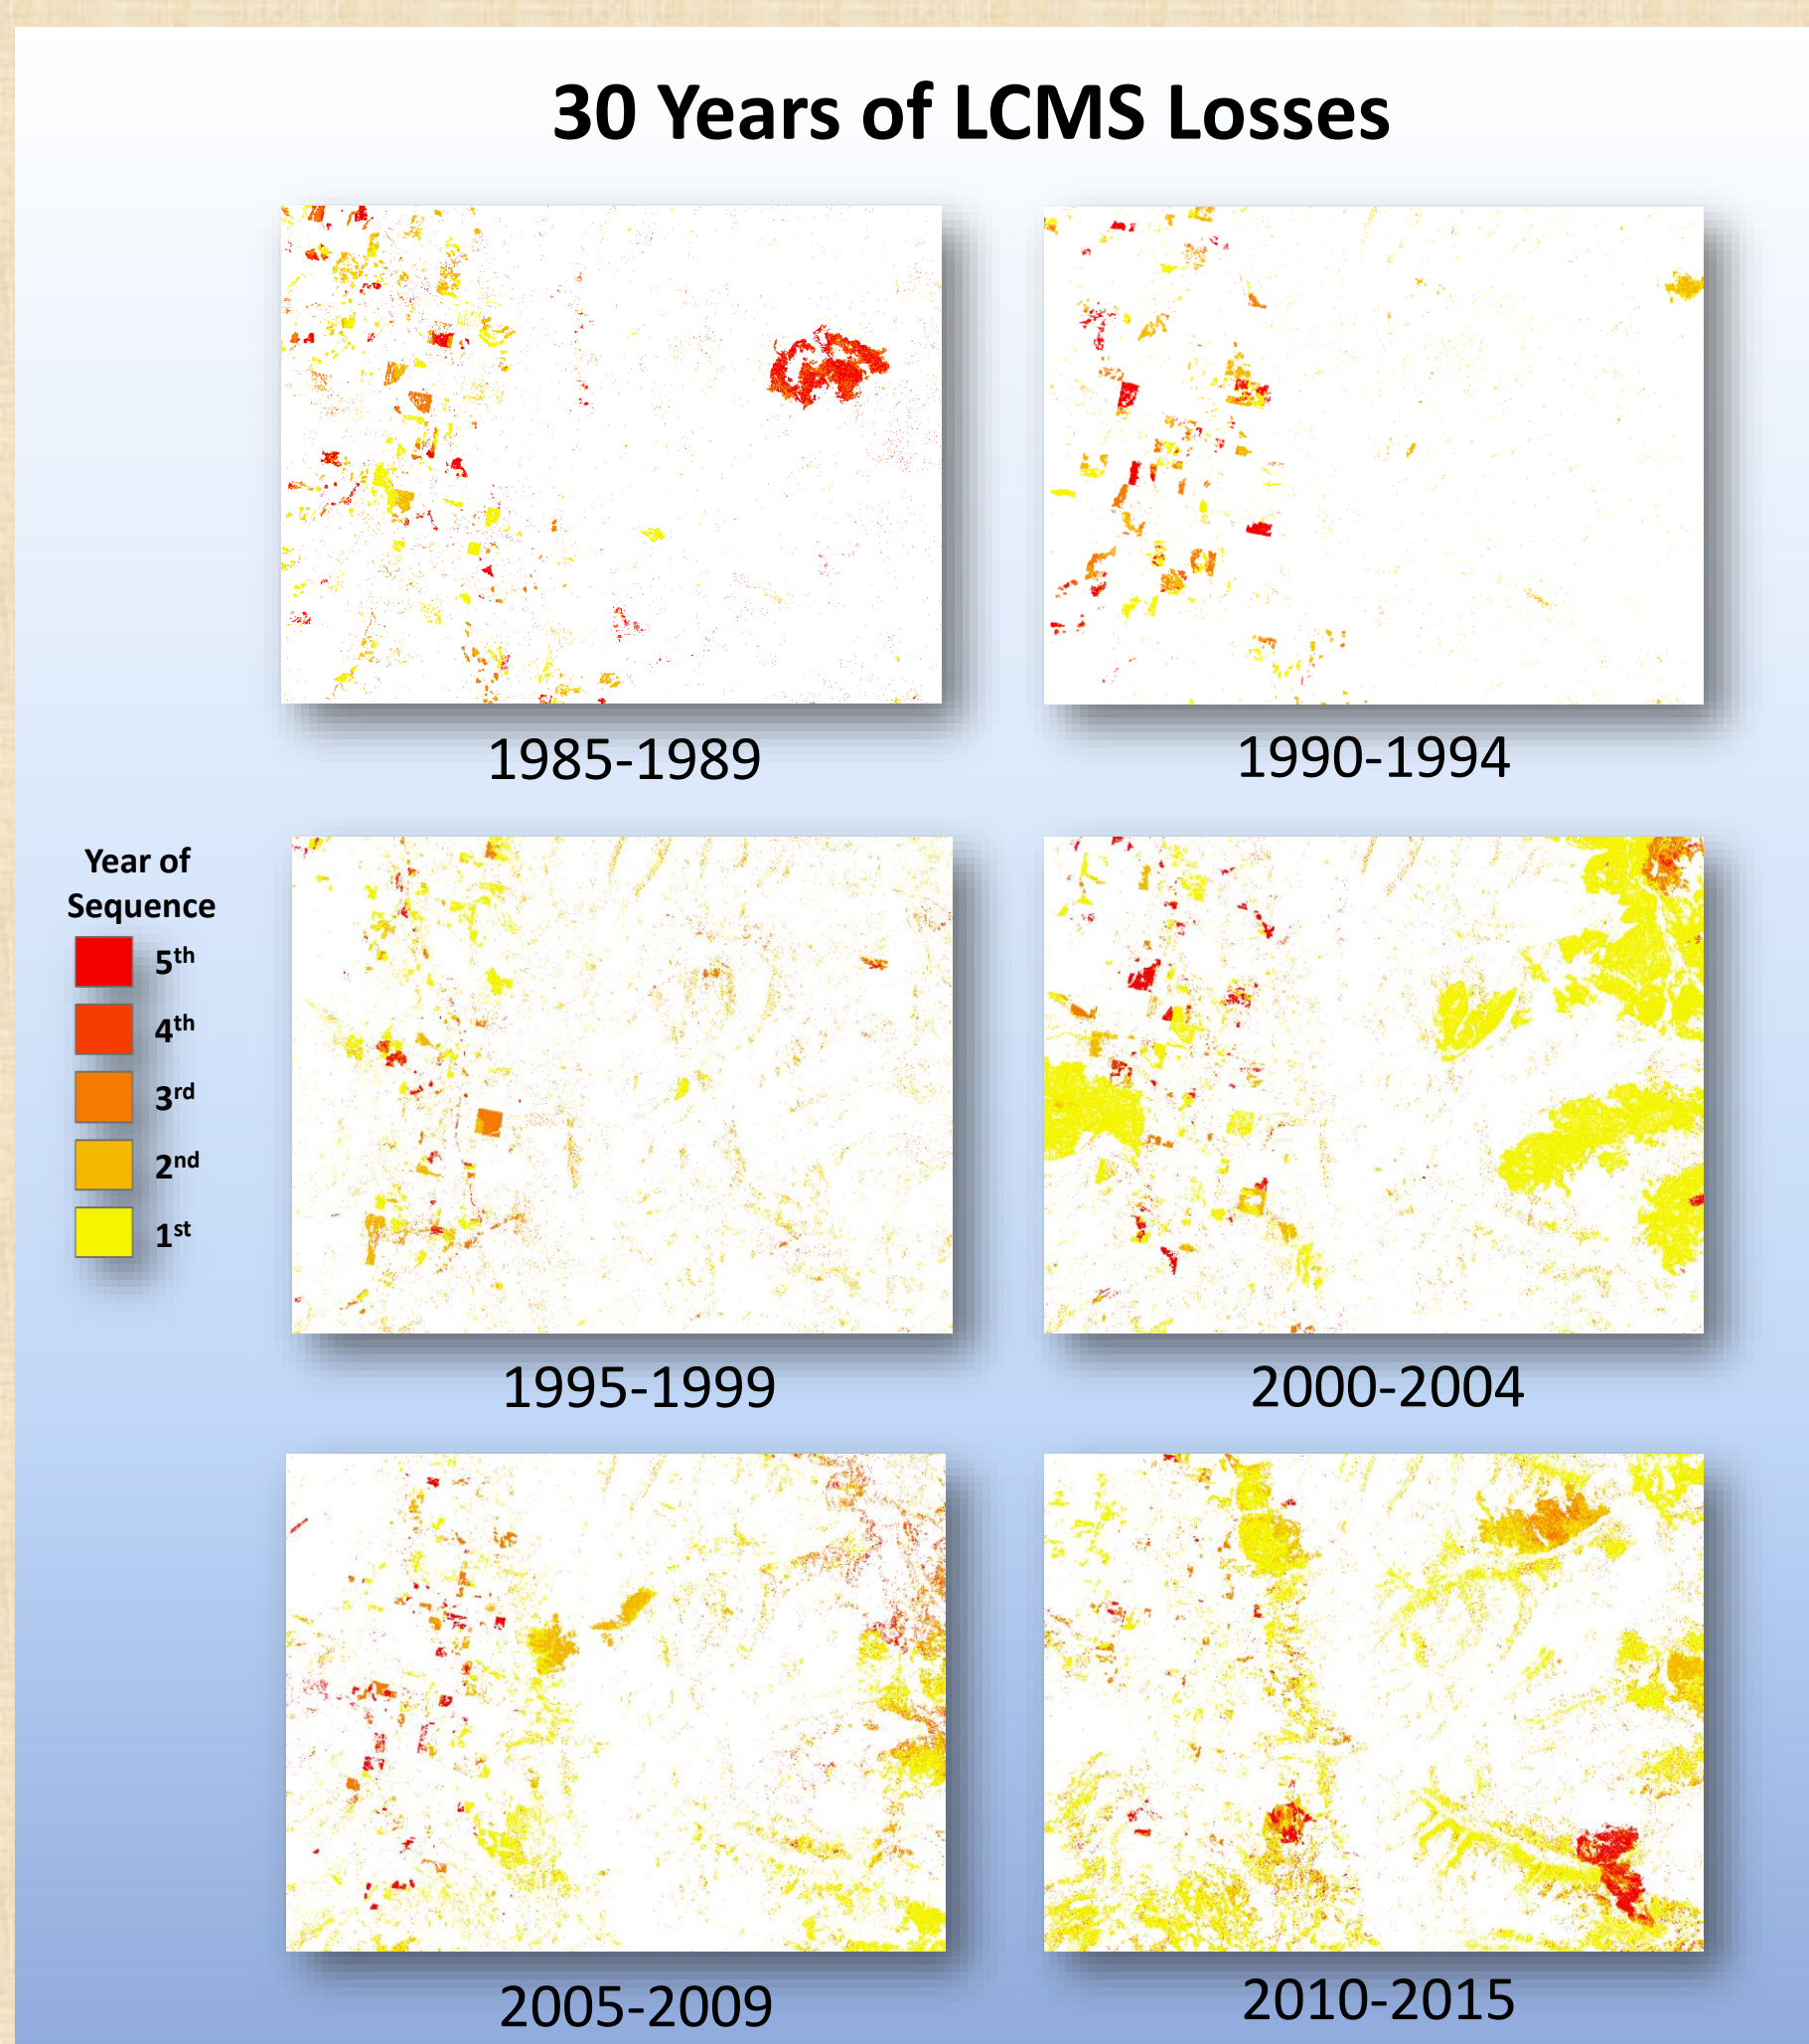 30 Years of LCMS Losses
1985-1989
1990-1994
Year of
Sequence
5th
4th
3rd
2nd
1st
1995-1999
2000-2004
2005-2009
2010-2015